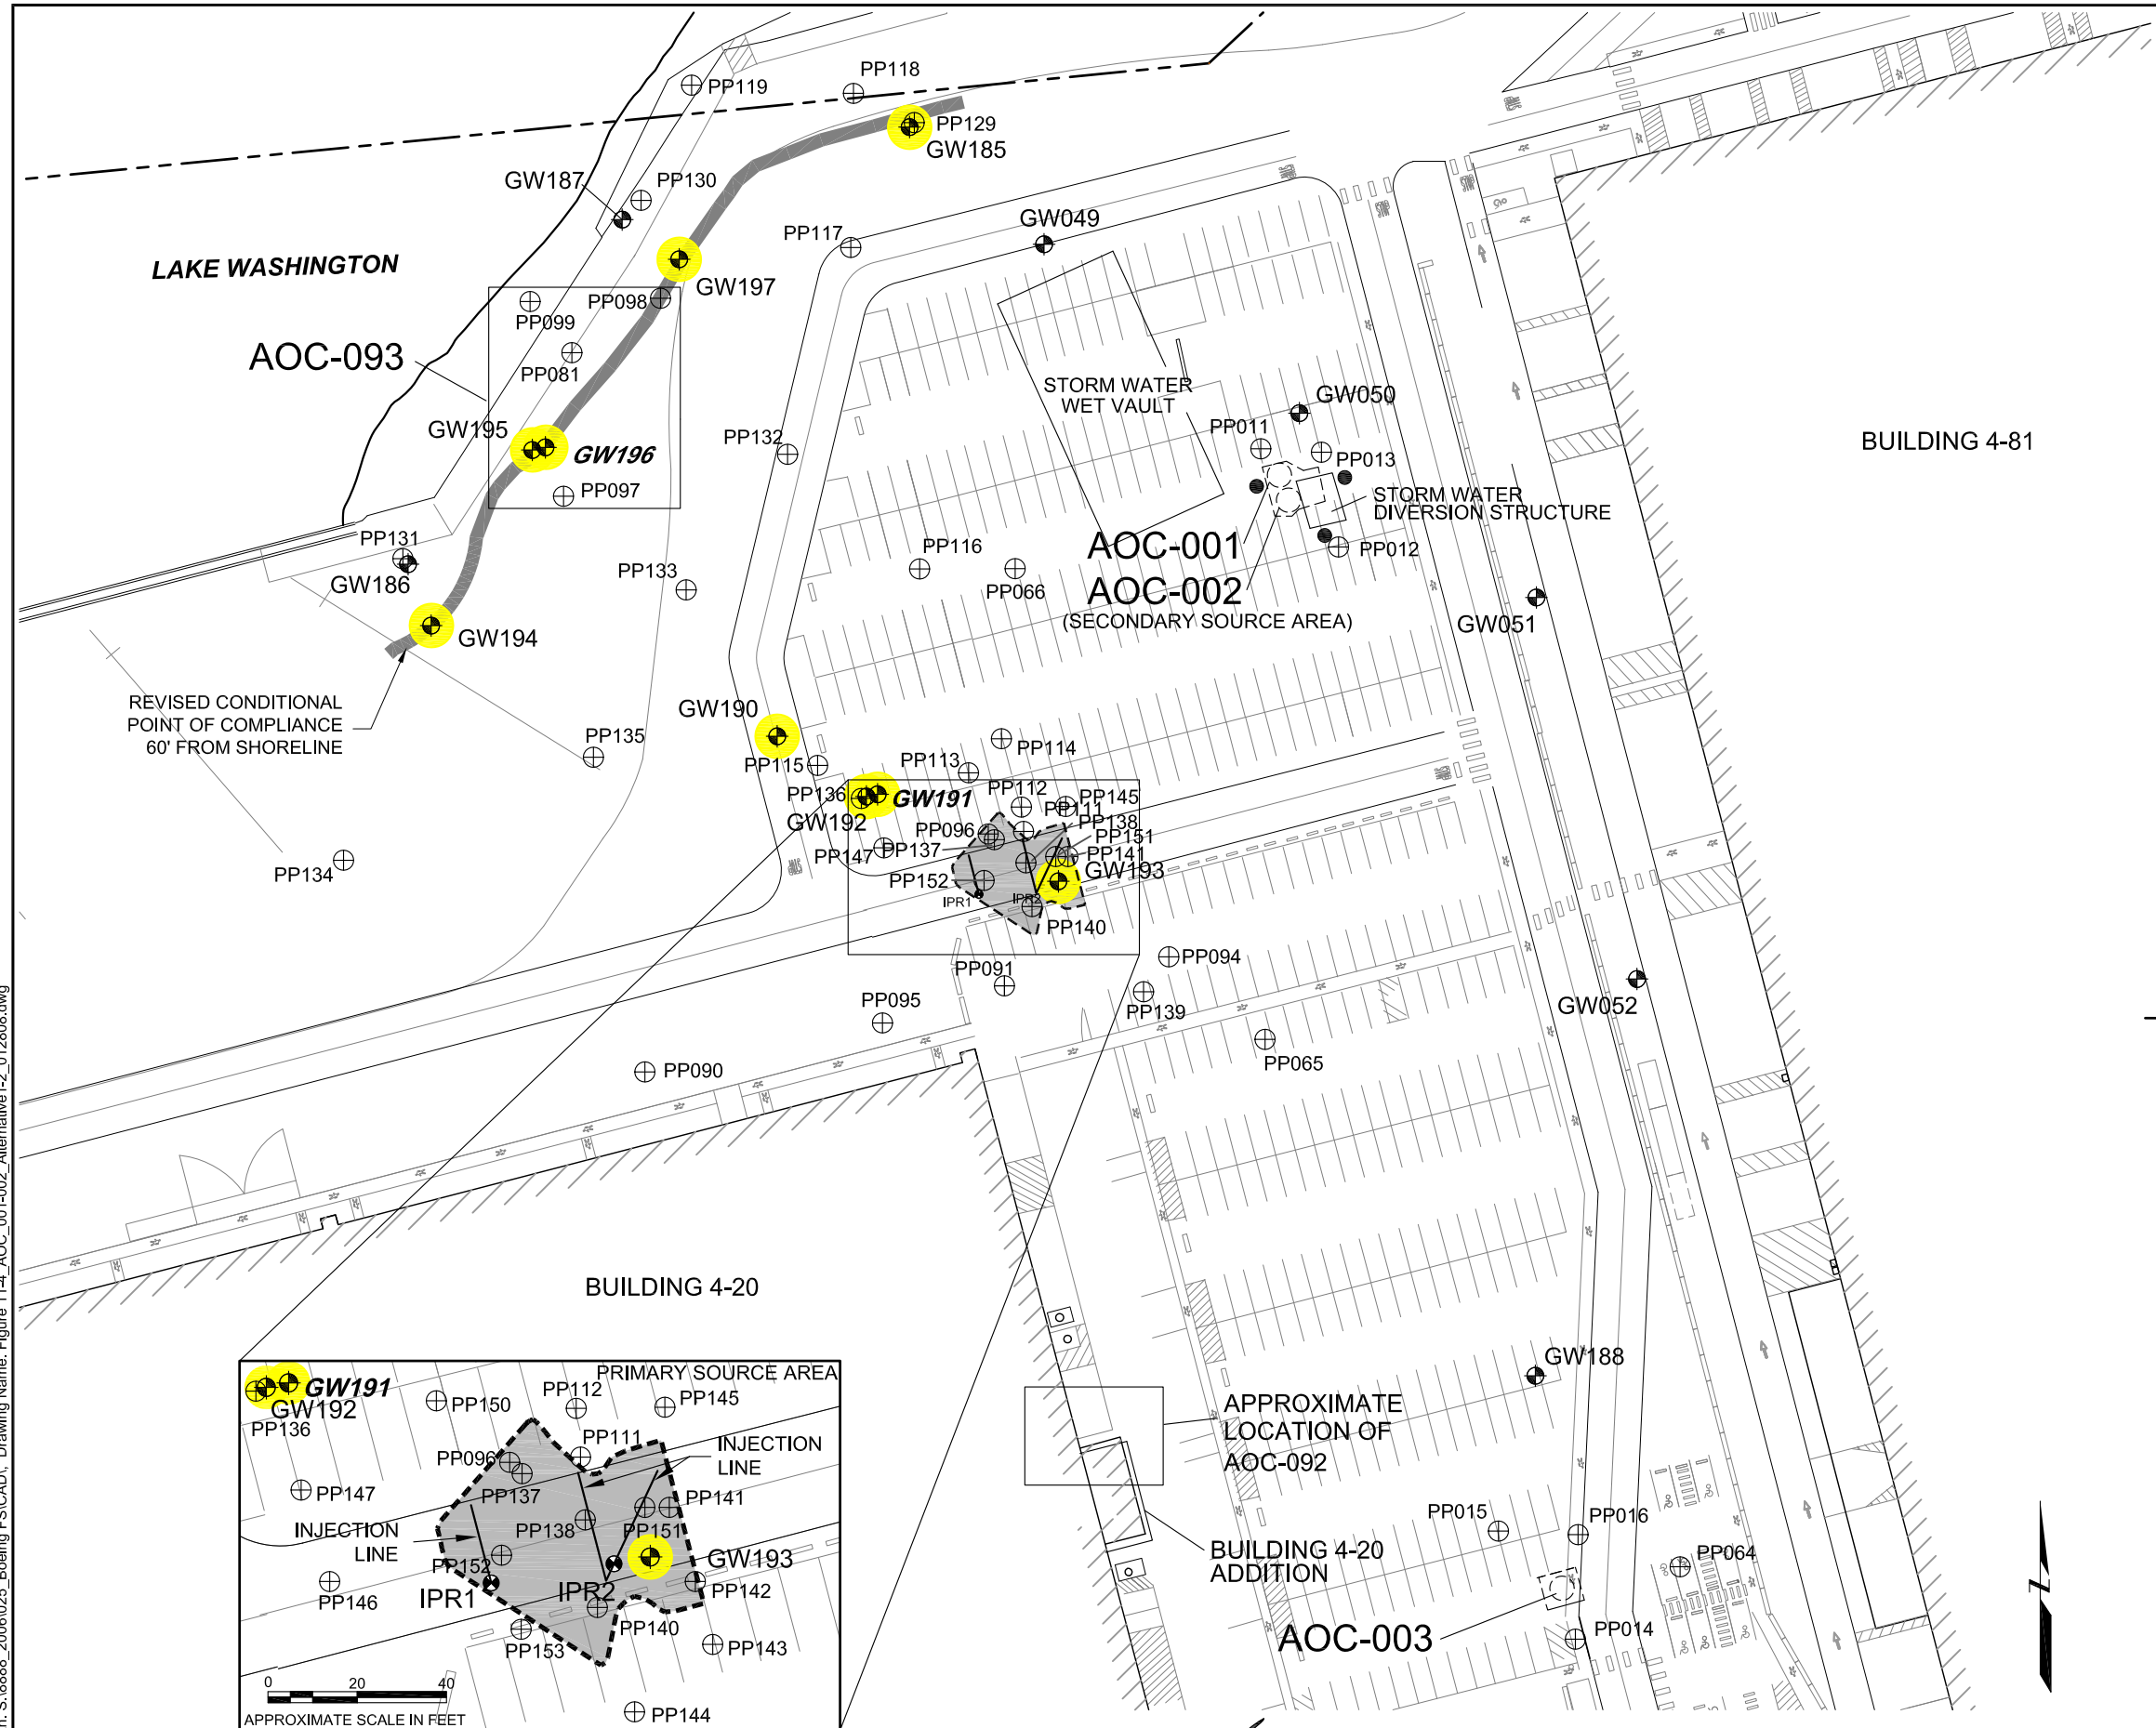 PP119
PP118
PP129
GW185
GW187
PP130
GW049
PP117
LAKE WASHINGTON
GW197
PP098
PP099
AOC-093
PP081
STORM WATER
WET VAULT
GW050
PP011
PP013
GW195
GW196
PP132
BUILDING 4-81
PP097
STORM WATER
DIVERSION STRUCTURE
PP131
GW186
PP133
PP116
PP066
AOC-001
AOC-002
(SECONDARY SOURCE AREA)
PP012
GW051
GW194
REVISED CONDITIONAL
POINT OF COMPLIANCE
60' FROM SHORELINE
GW190
PP135
PP115
PP113
PP114
PP136
GW191
PP112
PP145
PP111
GW192
PP096
PP138
PP151
PP147
PP137
PP141
GW193
PP134
PP152
IPR1
IPR2
PP140
PP094
PP091
PP139
PP095
GW052
PP065
PP090
BUILDING 4-20
GW188
APPROXIMATE
LOCATION OF
AOC-092
PP015
PP016
BUILDING 4-20
ADDITION
PP064
AOC-003
PP014
PRIMARY SOURCE AREA
GW191
GW192
PP136
PP150
PP112
PP145
PP111
INJECTION
LINE
PP096
PP147
PP137
PP141
INJECTION
LINE
PP138
PP151
PP152
GW193
PP146
IPR1
IPR2
PP142
PP153
PP140
PP143
0 20 40
APPROXIMATE SCALE IN FEET
PP144